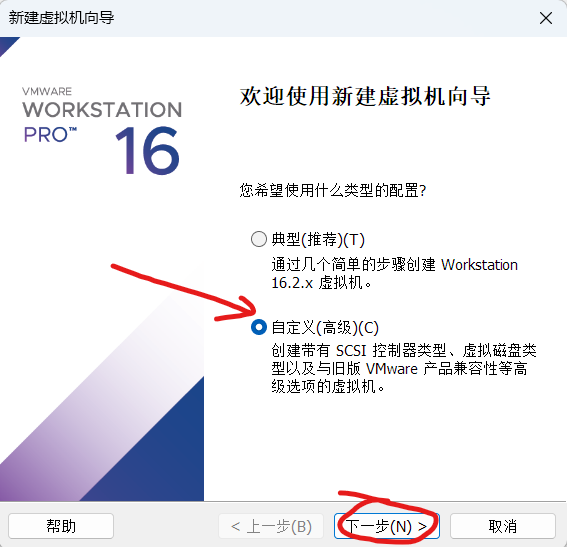 新建虚拟机向导
VMWARE
WORKSTATION
PRO™ 16
欢迎使用新建虚拟机向导
您希望使用什么类型的配置?
典型(推荐)(T)
通过几个简单的步骤创建 Workstation
16.2.x 虚拟机。
自定义(高级)(C)
创建带有 SCSI 控制器类型、虚拟磁盘类
型以及与旧版 VMware 产品兼容性等高
级选项的虚拟机。
帮助
< 上一步(B)
下一步(N) >
取消